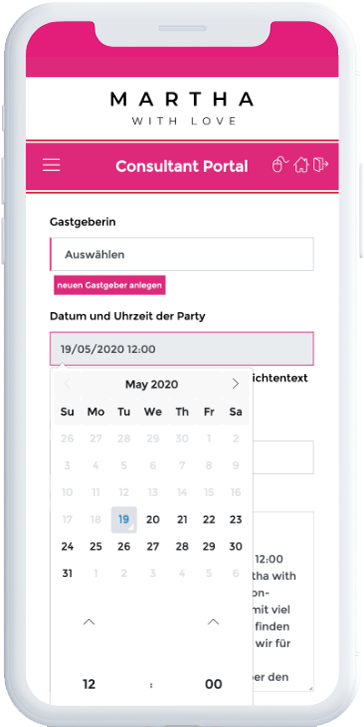 MARTHA
WITH LOVE
Consultant Portal
Gastgeberin
Auswählen
neuen Gastgeber anlegen
Datum und Uhrzeit der Party
19/05/2020 12:00
ichtentext
May 2020
Su Mo Tu We Th Fr Sa
26 27 28 29 30 1 2
3 4 5 6 7 8 9
10 11 12 13 14 15 16
17 18 19 20 21 22 23
24 25 26 27 28 29 30
31 1 2 3 4 5 6
12:00
tha with
on-
mit viel
finden
wir für
er den
12 : 00